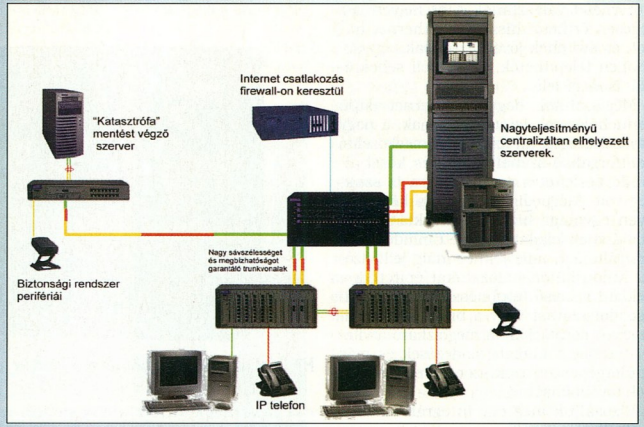 Internet csatlakozás
firewall-on keresztül
"Katasztrófa"
mentést végző
szerver
Nagyteljesítményű
centralizáltan elhelyezett
szerverek.
Nagy sávszélességet
és megbízhatóságot
garantáló trunkvonalak
Biztonsági rendszer
perifériái
IP telefon